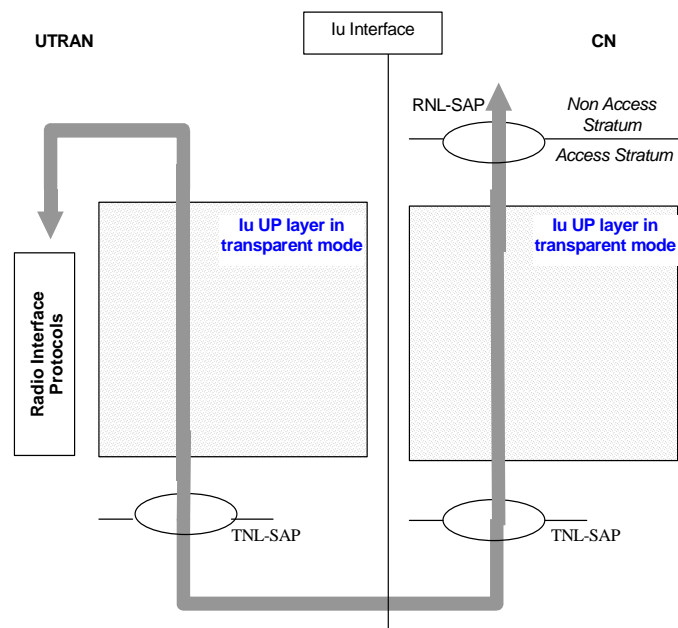 Iu Interface
UTRAN
CN
RNL-SAP
Non Access
Stratum
Access Stratum
Iu UP layer in
transparent mode
Iu UP layer in
transparent mode
Radio Interface
Protocols
TNL-SAP
TNL-SAP